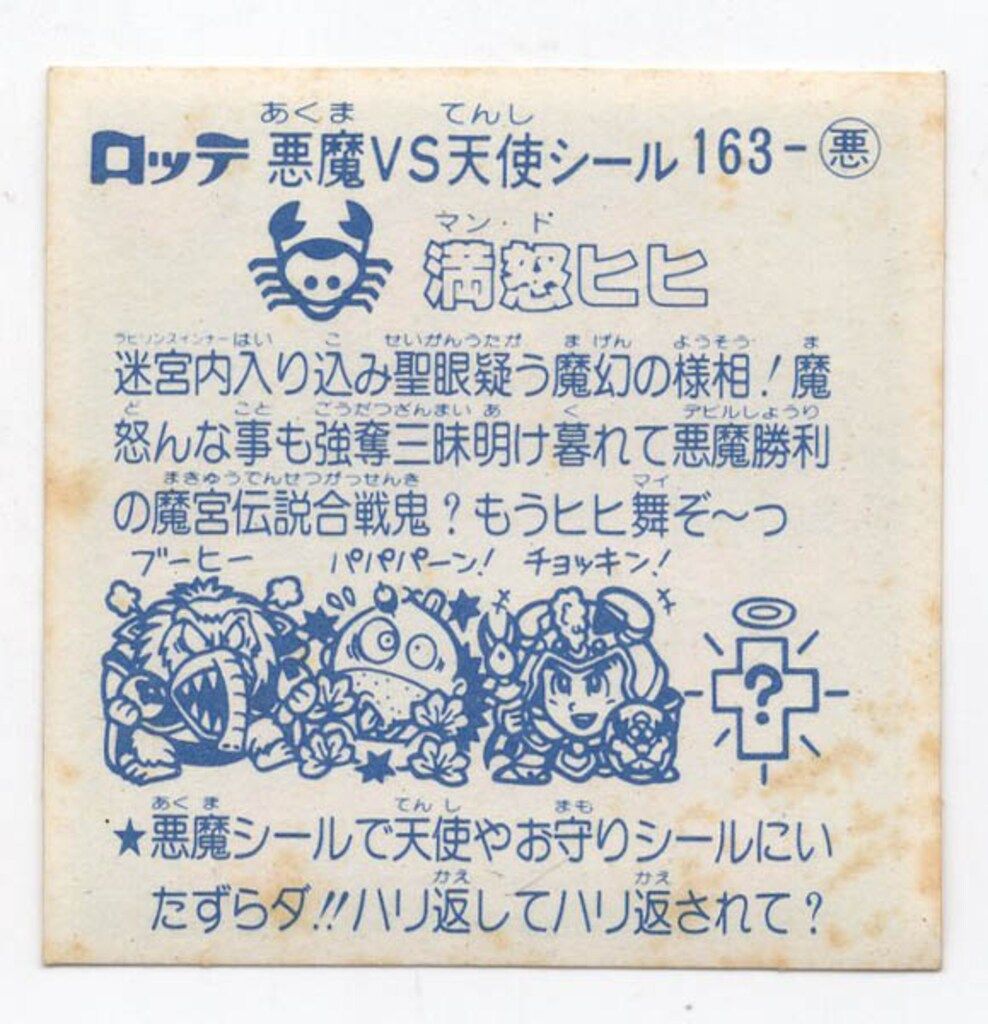 あくま てんし
ロッテ 悪魔VS天使シール 163-悪
マン・ド
満怒ヒヒ
ラビリンスインナー はい こ せいがんうたが まげん ようそう ま
迷宮内入り込み聖眼疑う魔幻の様相!魔
ど こと ごうだつざんまい あ く デビルしょうり
怒んな事も強奪三昧明け暮れて悪魔勝利
まきゅうでんせつがっせんき マイ
の魔宮伝説合戦鬼?もうヒヒ舞ぞ〜つ
ブーヒー パパパーン! チョッキン!
?
あくま てんし まも
★悪魔シールで天使やお守りシールにい
かえ かえ
たずらダ!!ハリ返してハリ返されて?